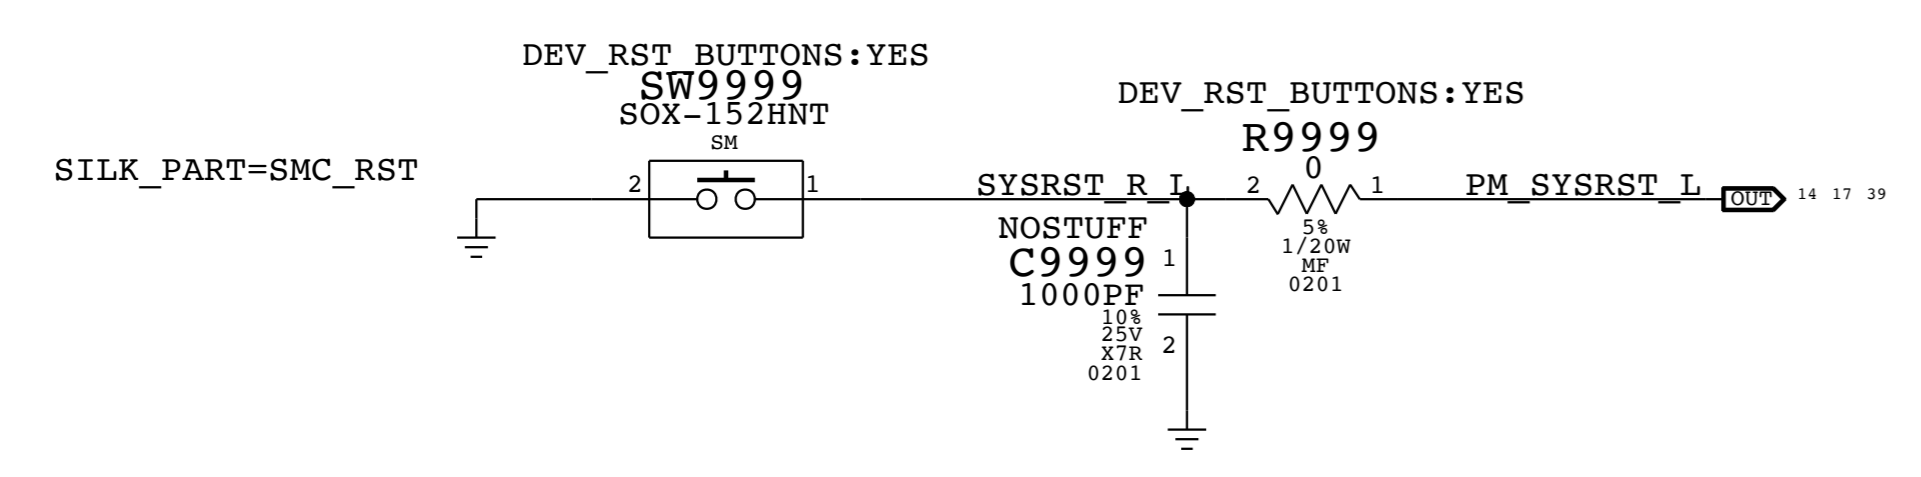 DEV_RST_BUTTONS:YES
SW9999
SOX-152HNT
SM
SILK_PART=SMC_RST
2
1
SYSRST_R_L
DEV_RST_BUTTONS:YES
R9999
0
2
1
5%
1/20W
MF
0201
PM_SYSRST_L
OUT
14 17 39
NOSTUFF
C9999
1000PF
10%
25V
X7R
0201
1
2